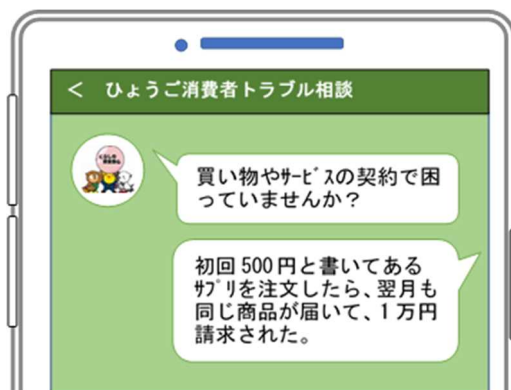 < ひょうご消費者トラブル相談
買い物やｻｰﾋﾞｽの契約で困
っていませんか？
初回 500 円と書いてある
ｻﾌﾟﾘを注文したら、翌月も
同じ商品が届いて、１万円
請求された。